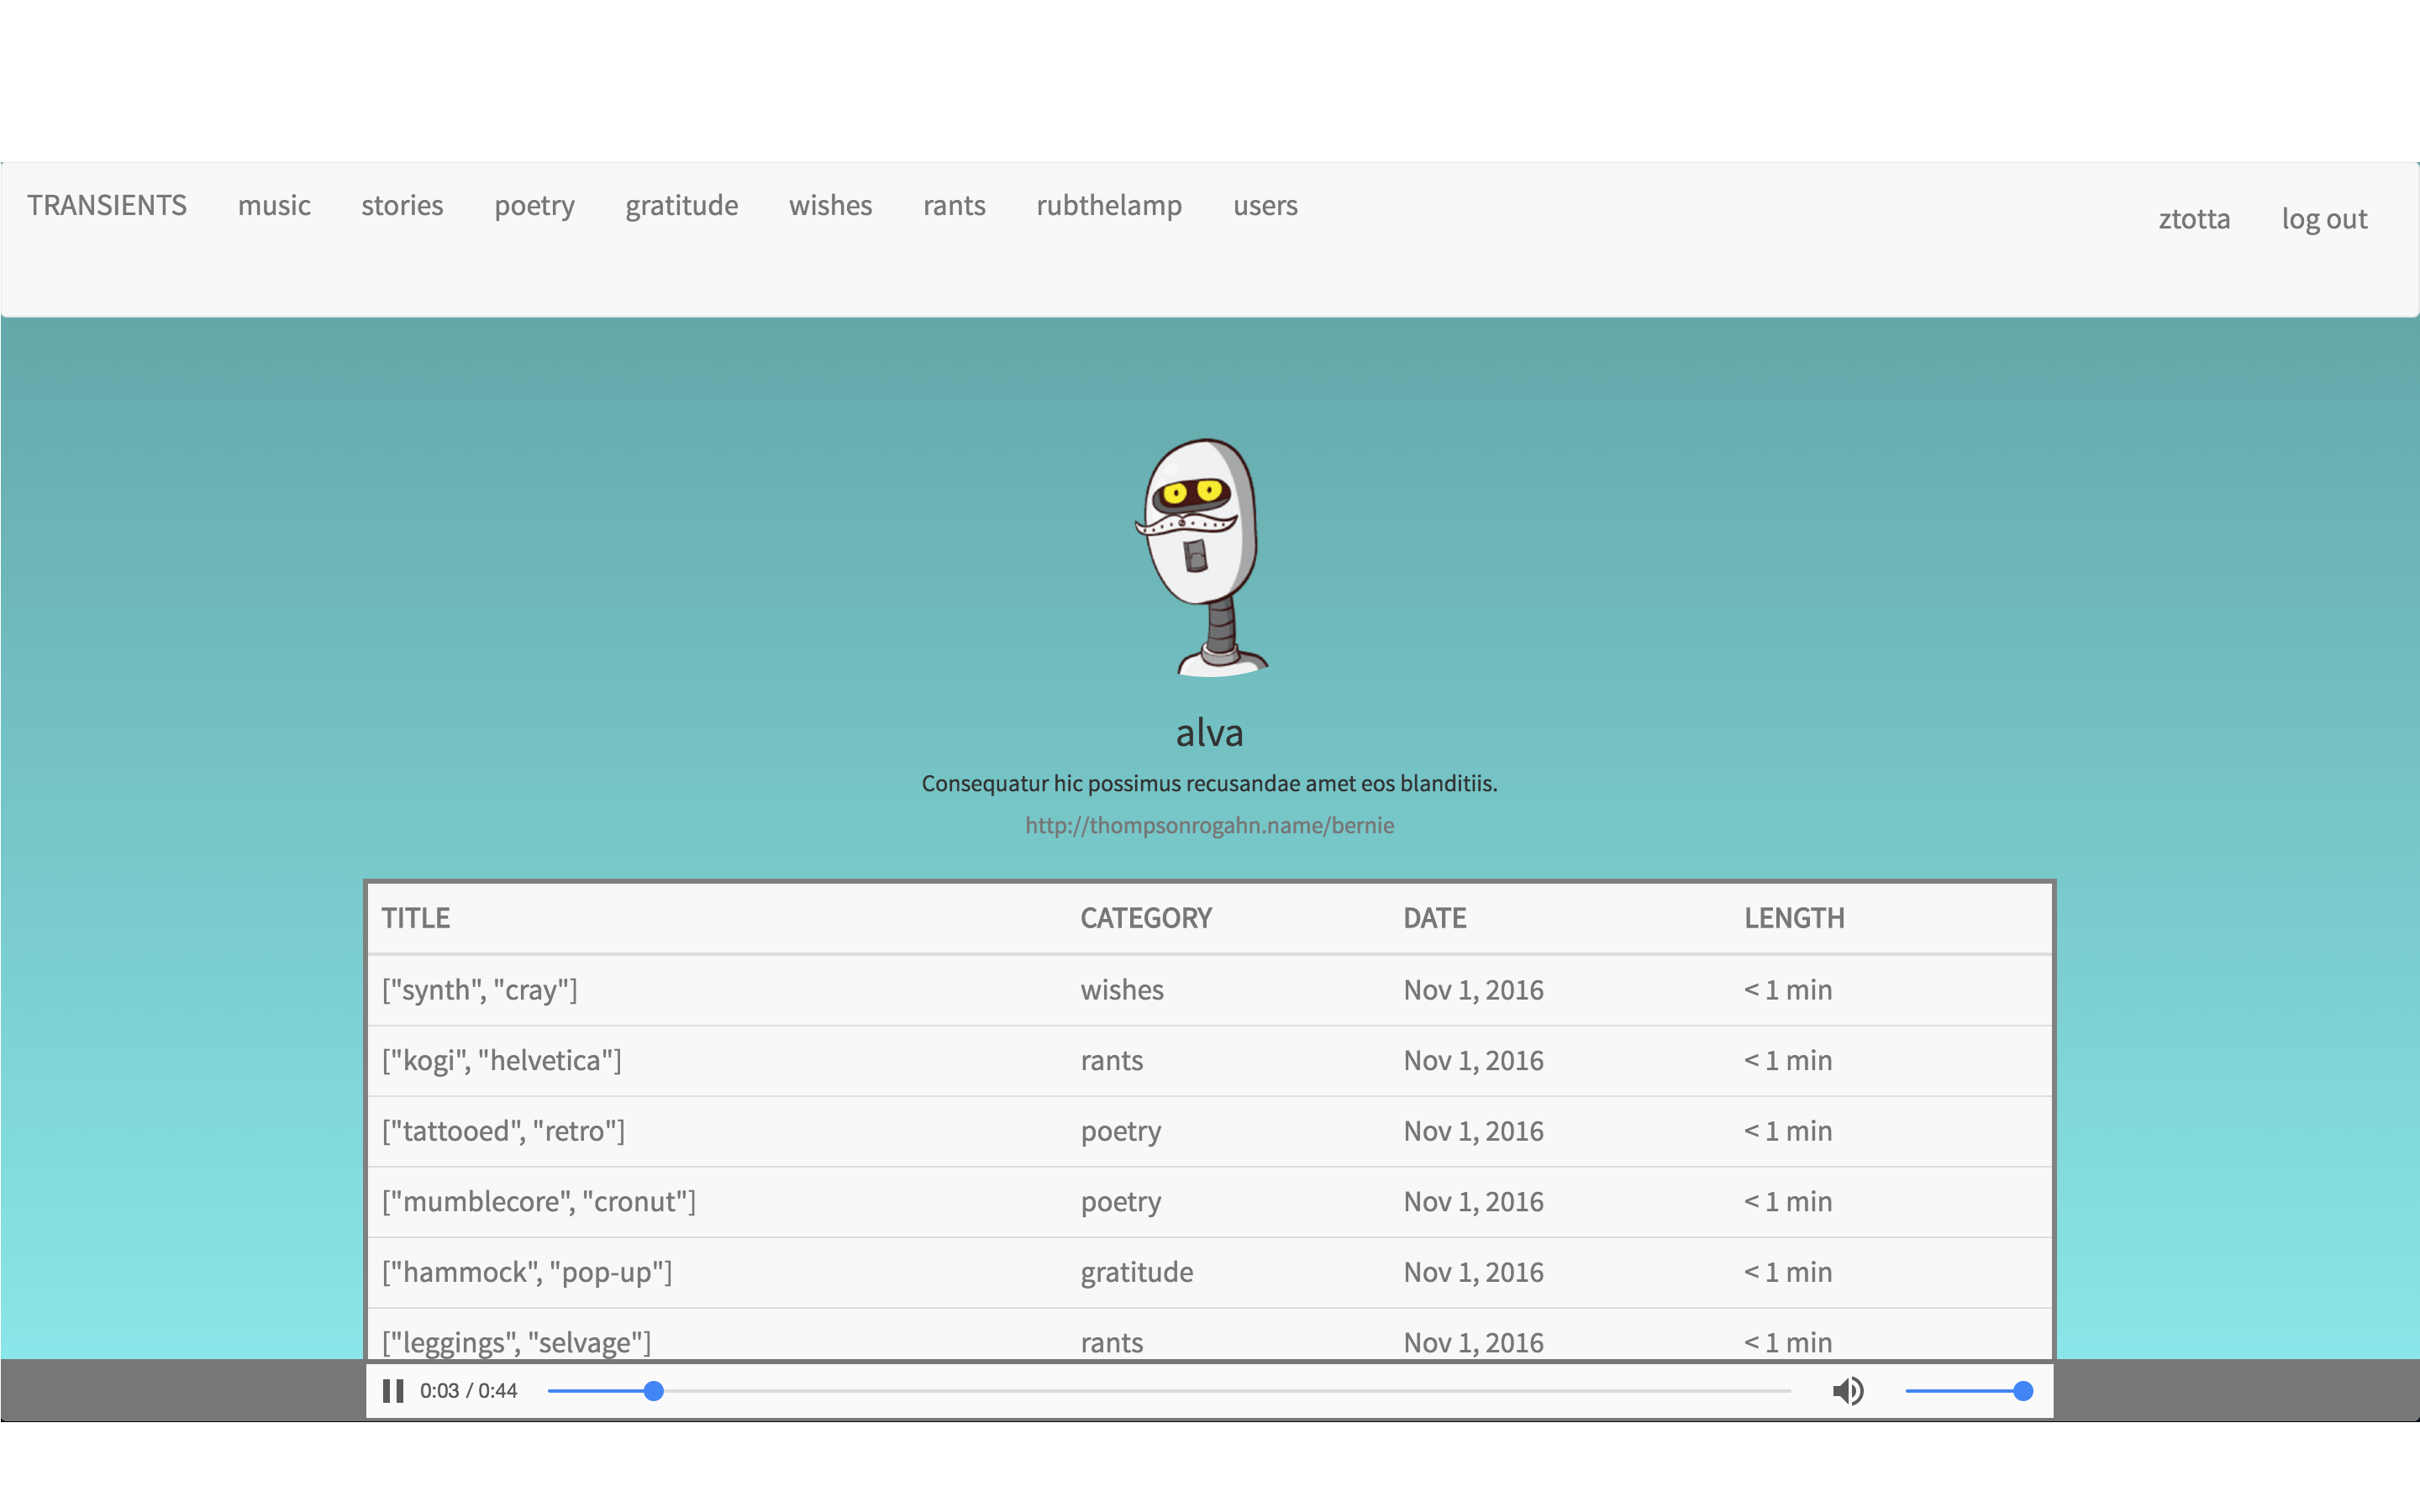 TRANSIENTS music stories poetry gratitude wishes rants rubthelamp users ztotta log out
alva
Consequatur hic possimus recusandae amet eos blanditiis.
http://thompsonrogahn.name/bernie
TITLE CATEGORY DATE LENGTH
["synth", "cray"] wishes Nov 1, 2016 < 1 min
["kogi", "helvetica"] rants Nov 1, 2016 < 1 min
["tattooed", "retro"] poetry Nov 1, 2016 < 1 min
["mumblecore", "cronut"] poetry Nov 1, 2016 < 1 min
["hammock", "pop-up"] gratitude Nov 1, 2016 < 1 min
["leggings", "selvage"] rants Nov 1, 2016 < 1 min
0:03 / 0:44